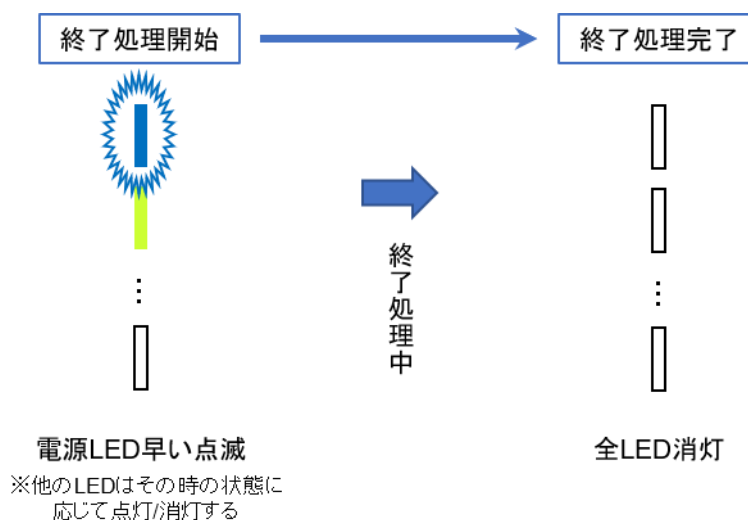 終了処理開始
終了処理完了
⋮
⋮
終了処理中
電源LED早い点滅
全LED消灯
※他のLEDはその時の状態に
応じて点灯/消灯する